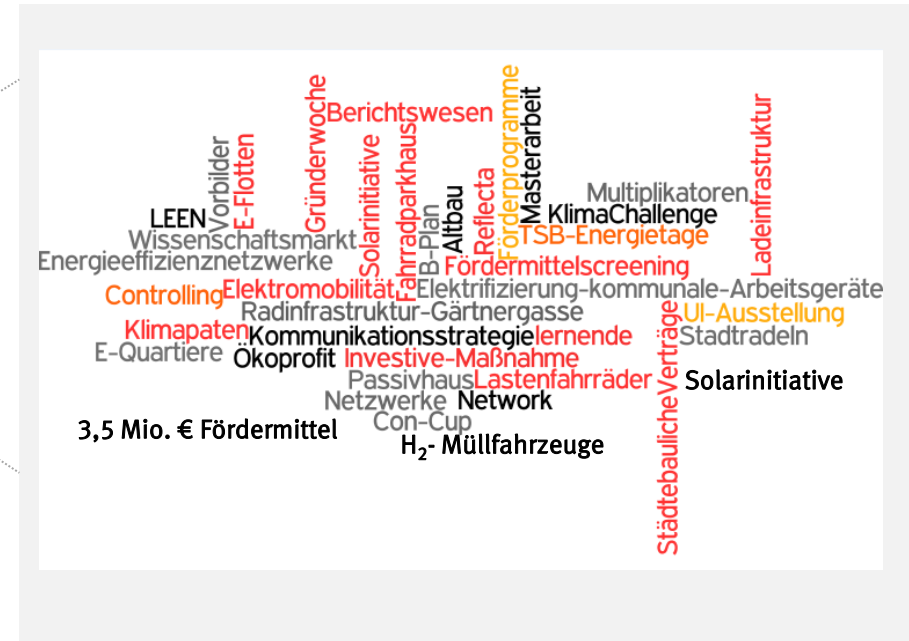 Gründerwoche
Berichtswesen
Förderprogramme
Masterarbeit
Ladeinfrastruktur
Vorbilder
E-Flotten
Solarinitiative
Fahrradparkhaus
B-Plan
Altbau
Reflecta
Multiplikatoren
LEEN
KlimaChallenge
Wissenschaftsmarkt
TSB-Energietage
Energieeffizienznetzwerke
Fördermittelscreening
Controlling
Elektromobilität
Elektrifizierung-kommunale-Arbeitsgeräte
Radinfrastruktur-Gärtnergasse
UI-Ausstellung
Klimapaten
Kommunikationsstrategie
lernende
Stadtradeln
E-Quartiere
Ökoprofit
Investive-Maßnahme
Passivhaus
Lastenfahrräder
StädtebaulicheVerträge
Solarinitiative
Netzwerke
Network
Con-Cup
3,5 Mio. € Fördermittel
H₂- Müllfahrzeuge